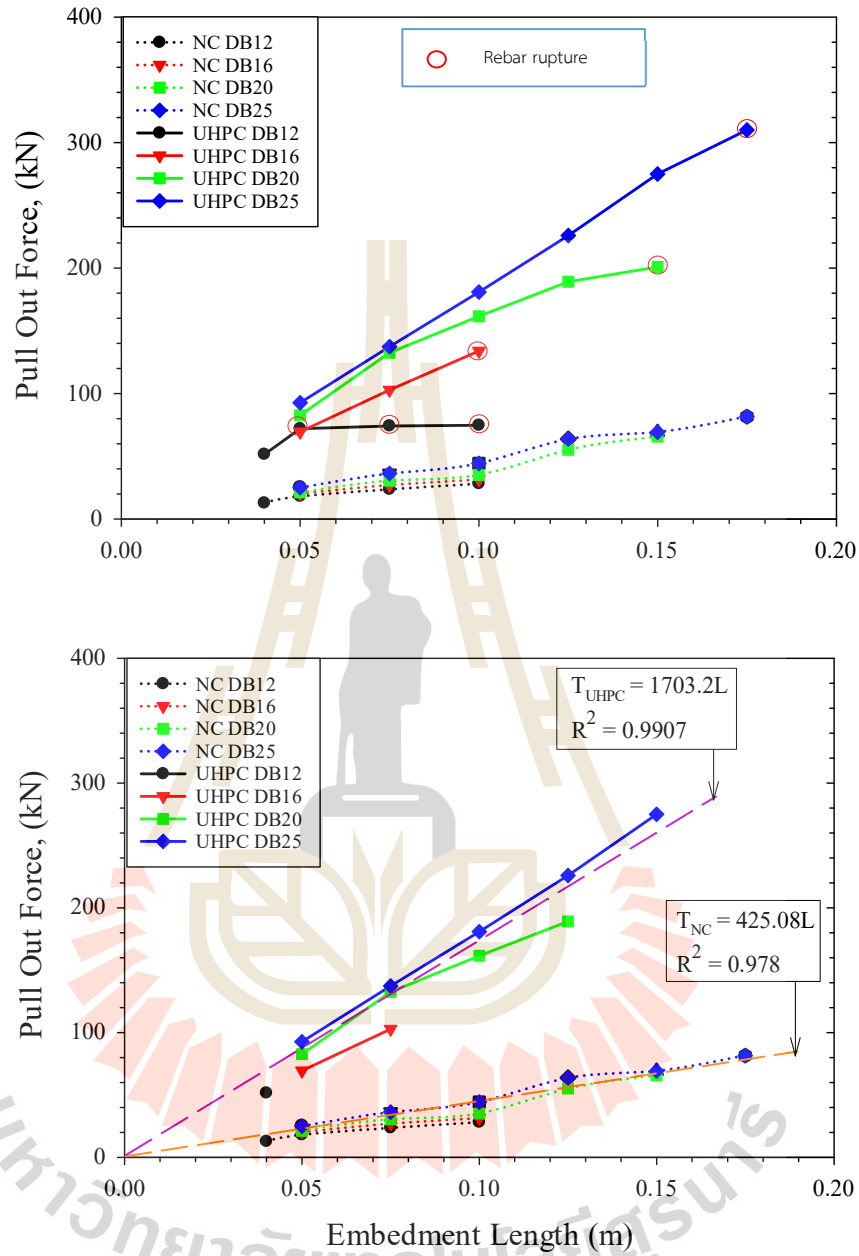 400
300
200
100
0
Pull Out Force, (kN)
NC DB12
NC DB16
NC DB20
NC DB25
UHPC DB12
UHPC DB16
UHPC DB20
UHPC DB25
Rebar rupture
0.00 0.05 0.10 0.15 0.20
400
300
200
100
0
Pull Out Force, (kN)
NC DB12
NC DB16
NC DB20
NC DB25
UHPC DB12
UHPC DB16
UHPC DB20
UHPC DB25
T_UHPC = 1703.2L
R² = 0.9907
T_NC = 425.08L
R² = 0.978
0.00 0.05 0.10 0.15 0.20
Embedment Length (m)